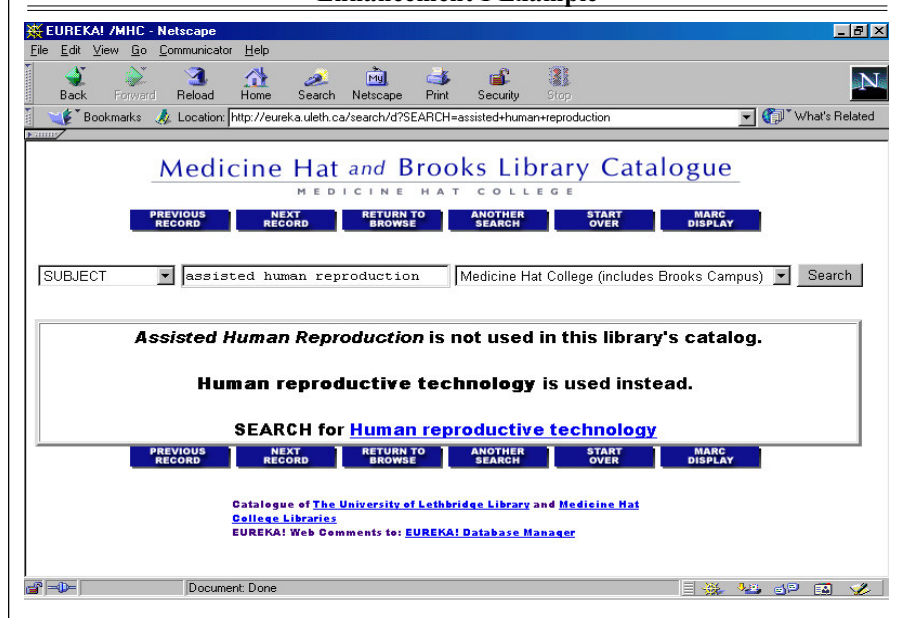 Enhancement 1 Example
EUREKA! /MHC - Netscape
File Edit View Go Communicator Help
Back Forward Reload Home Search Netscape Print Security Stop
Bookmarks Location: http://eureka.uleth.ca/search/d?SEARCH=assisted+human+reproduction What's Related
Medicine Hat and Brooks Library Catalogue
MEDICINE HAT COLLEGE
PREVIOUS RECORD NEXT RECORD RETURN TO BROWSE ANOTHER SEARCH START OVER MARC DISPLAY
SUBJECT assisted human reproduction Medicine Hat College (includes Brooks Campus) Search
Assisted Human Reproduction is not used in this library's catalog.
Human reproductive technology is used instead.
SEARCH for Human reproductive technology
PREVIOUS RECORD NEXT RECORD RETURN TO BROWSE ANOTHER SEARCH START OVER MARC DISPLAY
Catalogue of The University of Lethbridge Library and Medicine Hat
College Libraries
EUREKA! Web Comments to: EUREKA! Database Manager
Document: Done